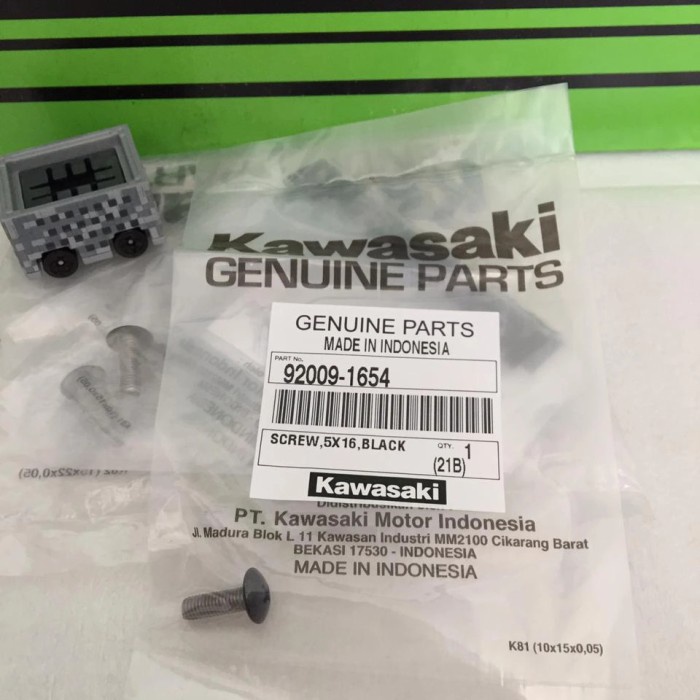 Kawasaki
GENUINE PARTS
GENUINE PARTS
MADE IN INDONESIA
PART No.
92009-1654
SCREW,5X16,BLACK
QTY. 1
(21B)
Kawasaki
PT. Kawasaki Motor Indonesia
Jl. Madura Blok L 11 Kawasan Industri MM2100 Cikarang Barat
BEKASI 17530 - INDONESIA
MADE IN INDONESIA
K81 (10x15x0,05)